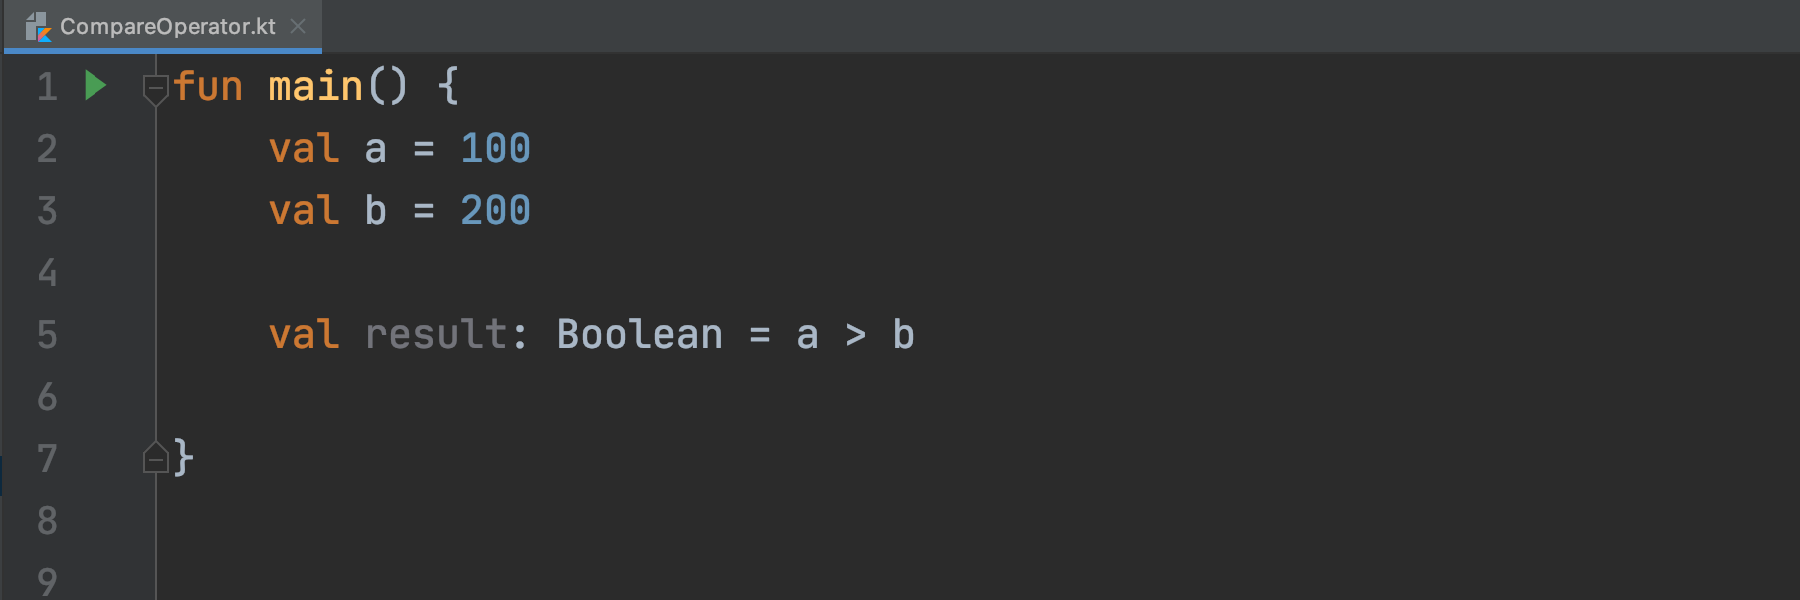 CompareOperator.kt
1 fun main() {
2 val a = 100
3 val b = 200
4
5 val result: Boolean = a > b
6
7 }
8
9